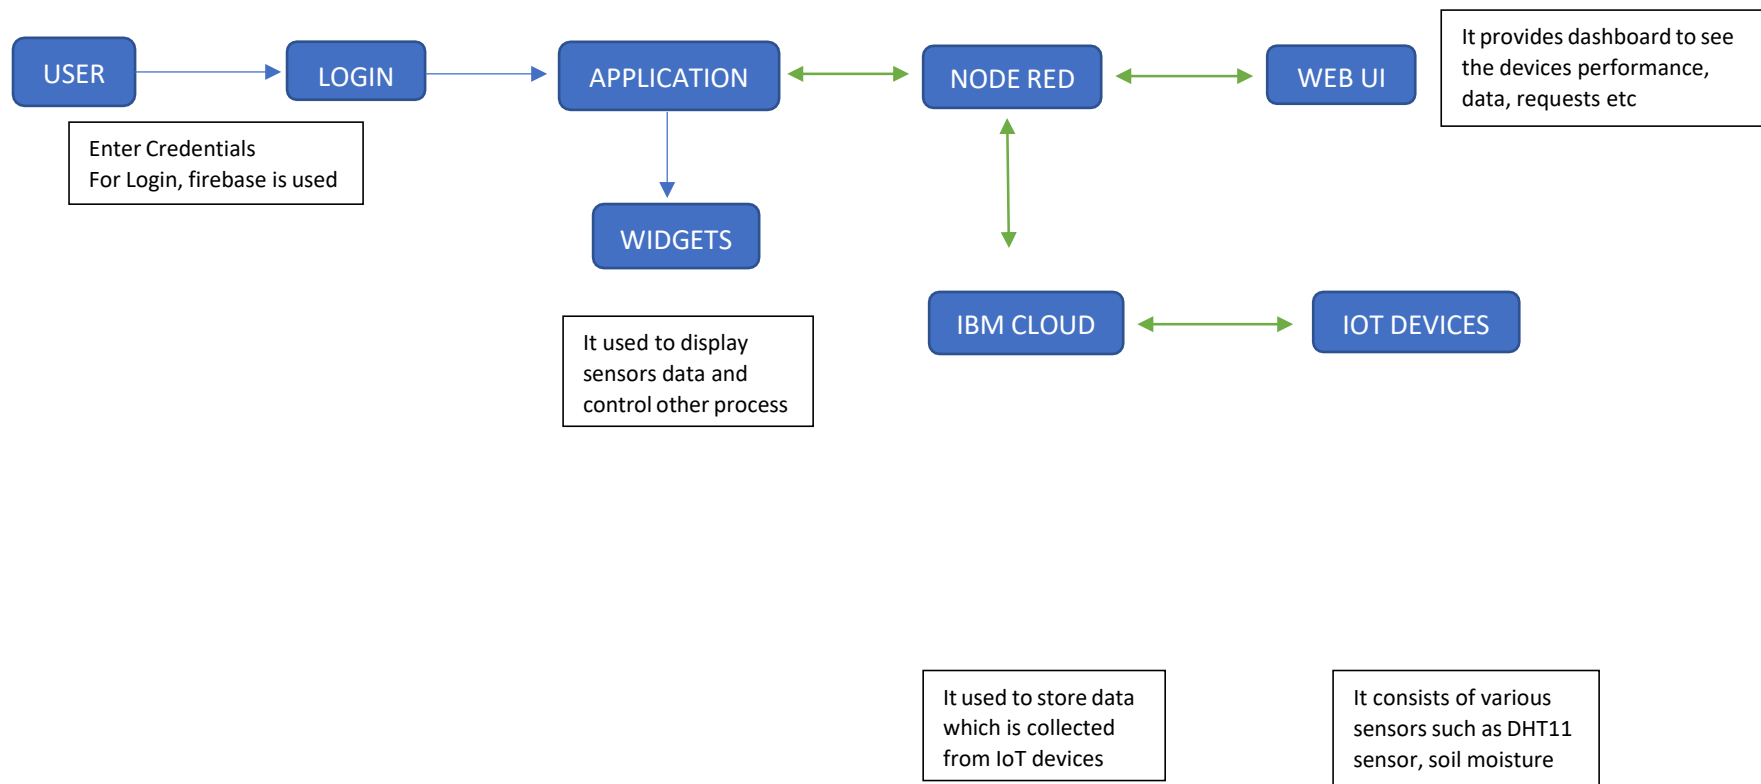 USER
LOGIN
APPLICATION
NODE RED
WEB UI
It provides dashboard to see
the devices performance,
data, requests etc
Enter Credentials
For Login, firebase is used
WIDGETS
IBM CLOUD
IOT DEVICES
It used to display
sensors data and
control other process
It used to store data
which is collected
from IoT devices
It consists of various
sensors such as DHT11
sensor, soil moisture